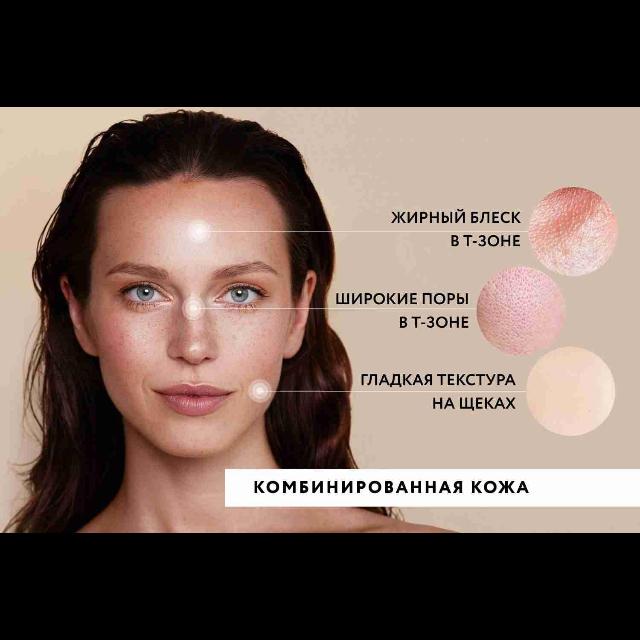 ЖИРНЫЙ БЛЕСК
В Т-ЗОНЕ
ШИРОКИЕ ПОРЫ
В Т-ЗОНЕ
ГЛАДКАЯ ТЕКСТУРА
НА ЩЕКАХ
КОМБИНИРОВАННАЯ КОЖА